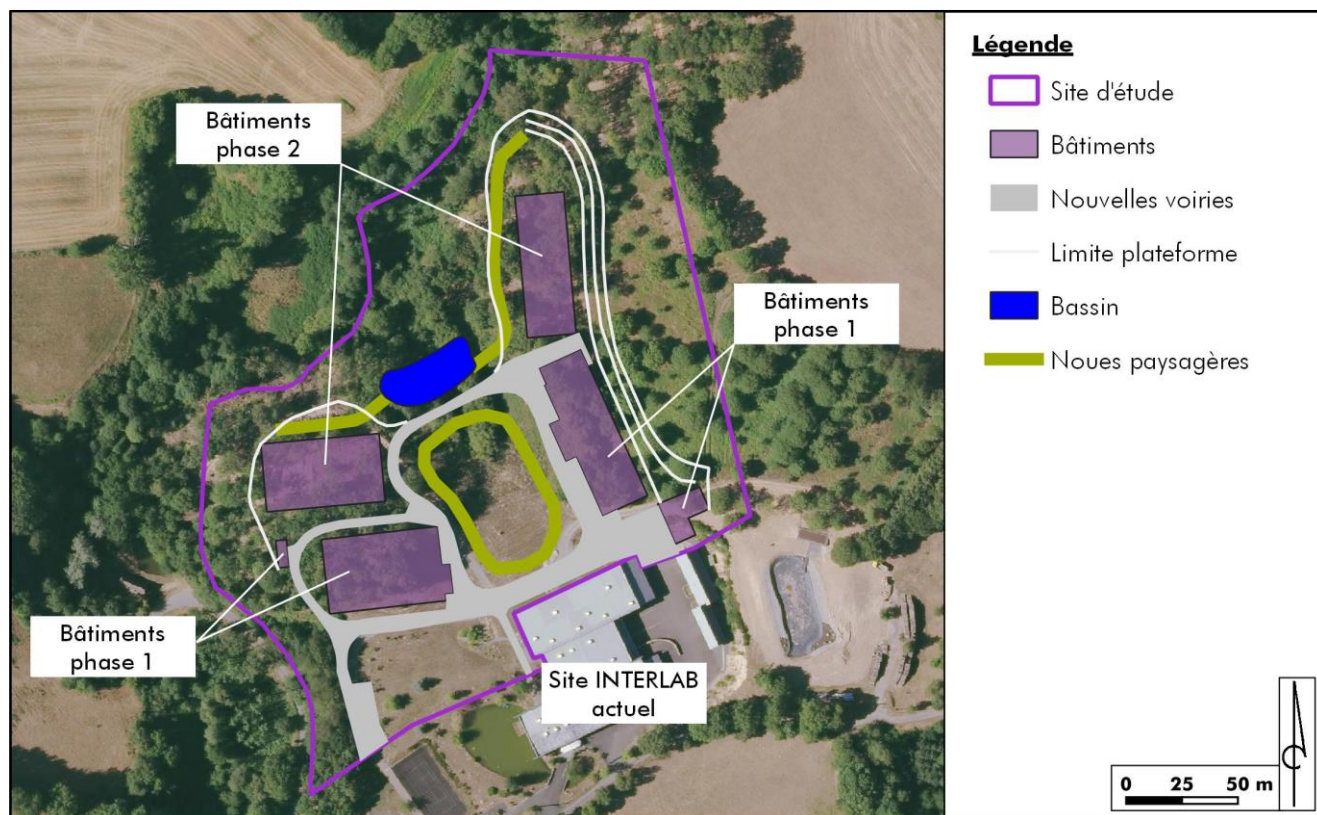 Bâtiments
phase 2
Bâtiments
phase 1
Bâtiments
phase 1
Site INTERLAB
actuel
Légende
Site d'étude
Bâtiments
Nouvelles voiries
Limite plateforme
Bassin
Noues paysagères
0 25 50 m